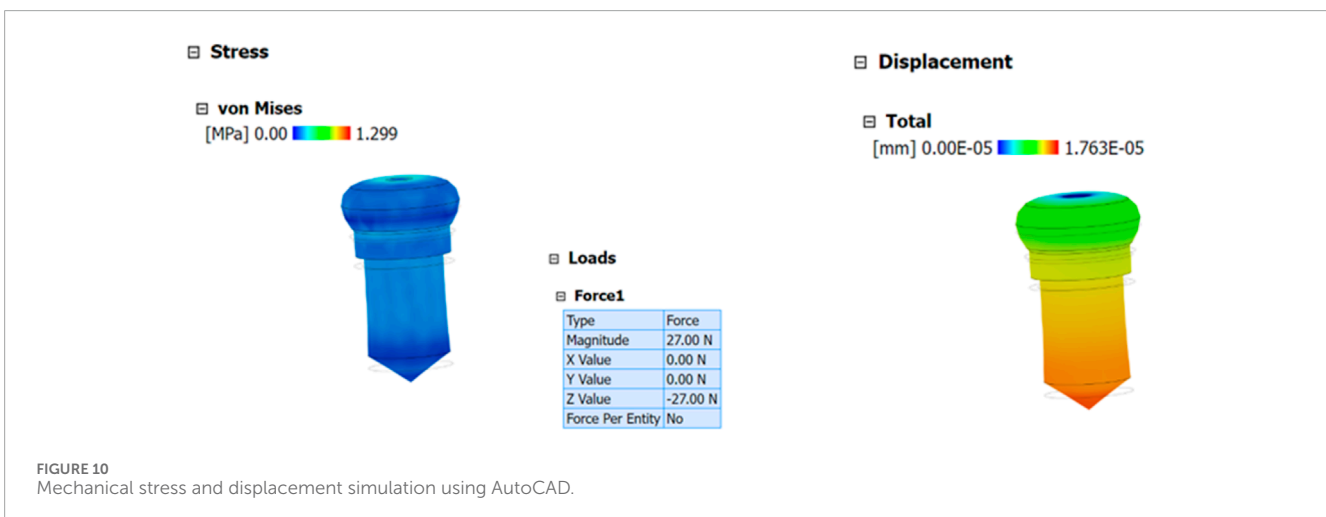 Stress
von Mises
[MPa] 0.00 1.299
Loads
Force1
Type Force
Magnitude 27.00 N
X Value 0.00 N
Y Value 0.00 N
Z Value -27.00 N
Force Per Entity No
Displacement
Total
[mm] 0.00E-05 1.763E-05
FIGURE 10
Mechanical stress and displacement simulation using AutoCAD.